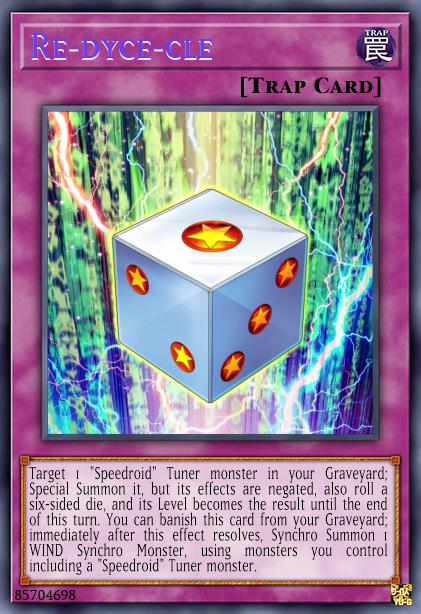 Re-dyce-cle
TRAP
罠
[Trap Card]
Target 1 "Speedroid" Tuner monster in your Graveyard;
Special Summon it, but its effects are negated, also roll a
six-sided die, and its Level becomes the result until the end
of this turn. You can banish this card from your Graveyard;
immediately after this effect resolves, Synchro Summon 1
WIND Synchro Monster, using monsters you control
including a "Speedroid" Tuner monster.
85704698